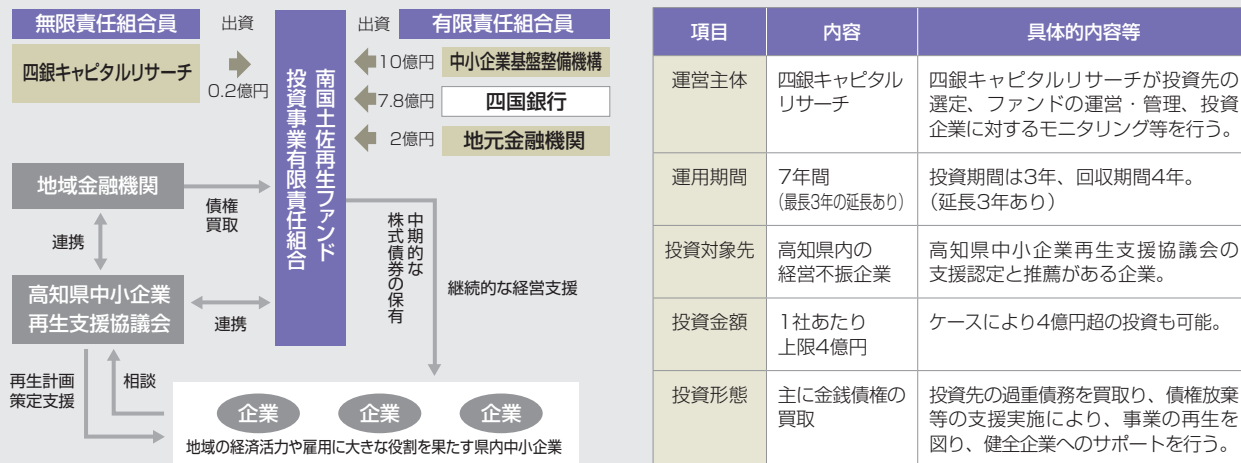 無限責任組合員
出資
四銀キャピタルリサーチ
0.2億円
南国土佐再生ファンド
投資事業有限責任組合
出資
有限責任組合員
10億円
中小企業基盤整備機構
7.8億円
四国銀行
2億円
地元金融機関
地域金融機関
債権
買取
連携
高知県中小企業
再生支援協議会
連携
中期的な
株式債券の保有
継続的な経営支援
再生計画
策定支援
相談
企業
企業
企業
地域の経済活力や雇用に大きな役割を果たす県内中小企業
項目
内容
具体的内容等
運営主体
四銀キャピタル
リサーチ
四銀キャピタルリサーチが投資先の
選定、ファンドの運営・管理、投資
企業に対するモニタリング等を行う。
運用期間
7年間
(最長3年の延長あり)
投資期間は3年、回収期間4年。
(延長3年あり)
投資対象先
高知県内の
経営不振企業
高知県中小企業再生支援協議会の
支援認定と推薦がある企業。
投資金額
1社あたり
上限4億円
ケースにより4億円超の投資も可能。
投資形態
主に金銭債権の
買取
投資先の過重債務を買取り、債権放棄
等の支援実施により、事業の再生を
図り、健全企業へのサポートを行う。